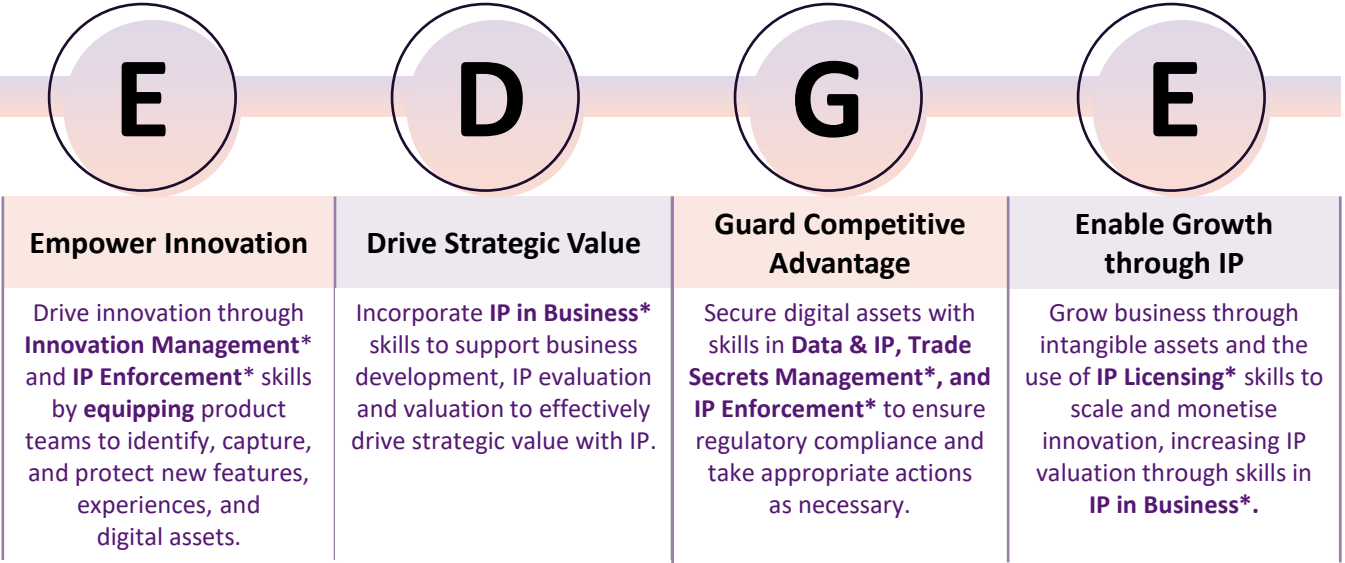 E
D
G
E
Empower Innovation
Drive innovation through
Innovation Management*
and IP Enforcement* skills
by equipping product
teams to identify, capture,
and protect new features,
experiences, and
digital assets.
Drive Strategic Value
Incorporate IP in Business*
skills to support business
development, IP evaluation
and valuation to effectively
drive strategic value with IP.
Guard Competitive
Advantage
Secure digital assets with
skills in Data & IP, Trade
Secrets Management*, and
IP Enforcement* to ensure
regulatory compliance and
take appropriate actions
as necessary.
Enable Growth
through IP
Grow business through
intangible assets and the
use of IP Licensing* skills to
scale and monetise
innovation, increasing IP
valuation through skills in
IP in Business*.